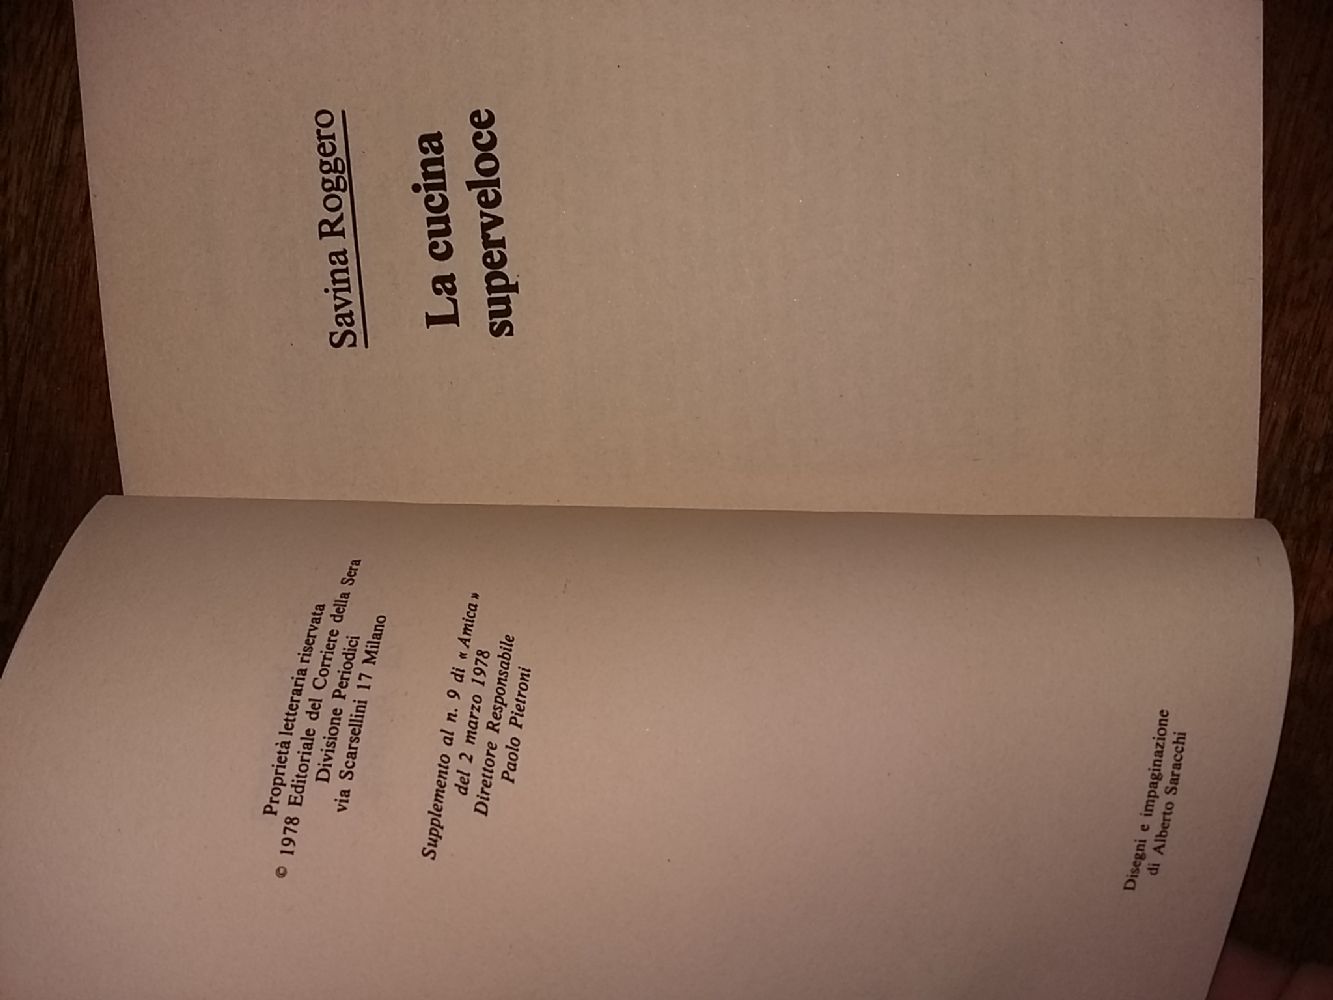 Proprietà letteraria riservata
© 1978 Editoriale del Corriere della Sera
Divisione Periodici
via Scarsellini 17 Milano
Supplemento al n. 9 di « Amica »
del 2 marzo 1978
Direttore Responsabile
Paolo Pietroni
Disegni e impaginazione
di Alberto Saracchi
Savina Roggero
La cucina
superveloce